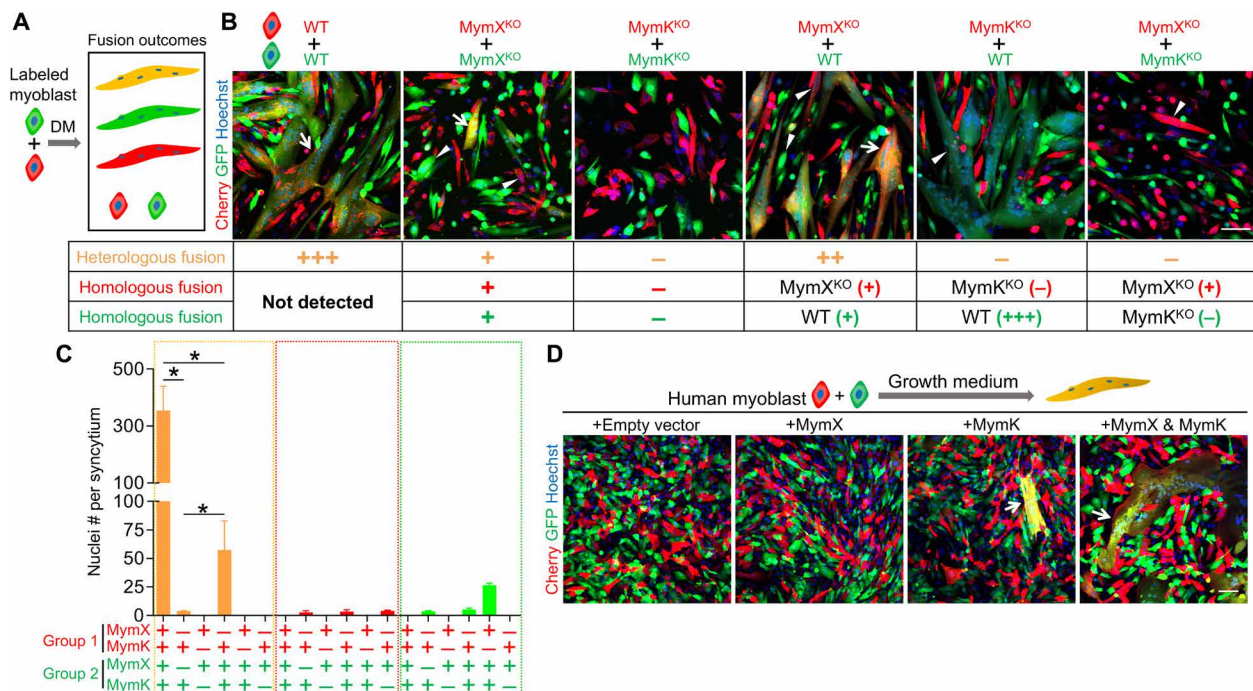 A
Fusion outcomes
Labeled
myoblast
+
DM
B
WT
+
WT
MymX^KO
+
MymX^KO
MymK^KO
+
MymK^KO
MymX^KO
+
WT
MymK^KO
+
WT
MymX^KO
+
MymK^KO
Cherry GFP Hoechst
Heterologous fusion +++ + – ++ – –
Homologous fusion Not detected + – MymX^KO (+) MymK^KO (–) MymX^KO (+)
Homologous fusion + – WT (+) WT (+++) MymK^KO (–)
C
Nuclei # per syncytium
500
300
100
100
75
50
25
0
* *
*
Group 1 MymX + – + – + – + – + – + – + – + – + –
MymK + + – + – + + + – + – + + + – + – +
Group 2 MymX + – + + + + + – + + + + + – + + + +
MymK + + – + + – + + – + + – + + – + + –
D
Human myoblast + Growth medium
+Empty vector +MymX +MymK +MymX & MymK
Cherry GFP Hoechst